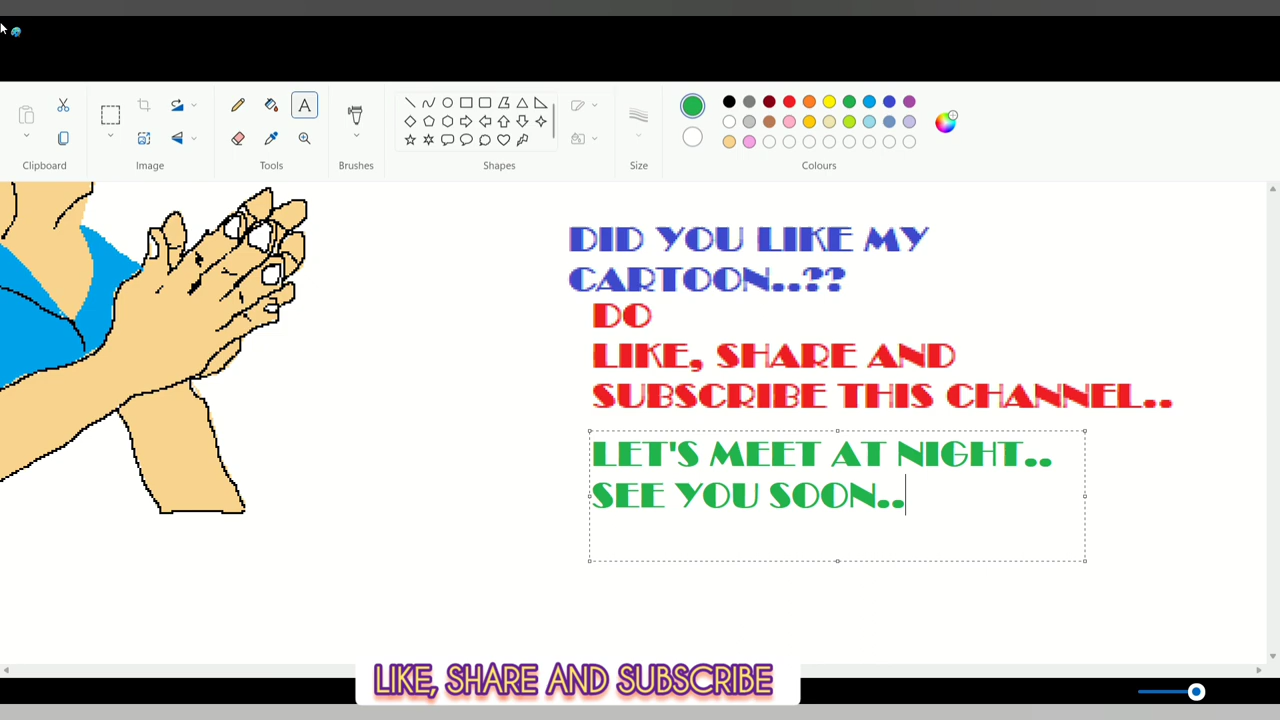 Clipboard
Image
Tools
Brushes
Shapes
Size
Colours
A
DID YOU LIKE MY
CARTOON..??
DO
LIKE, SHARE AND
SUBSCRIBE THIS CHANNEL..
LET'S MEET AT NIGHT..
SEE YOU SOON..
LIKE, SHARE AND SUBSCRIBE